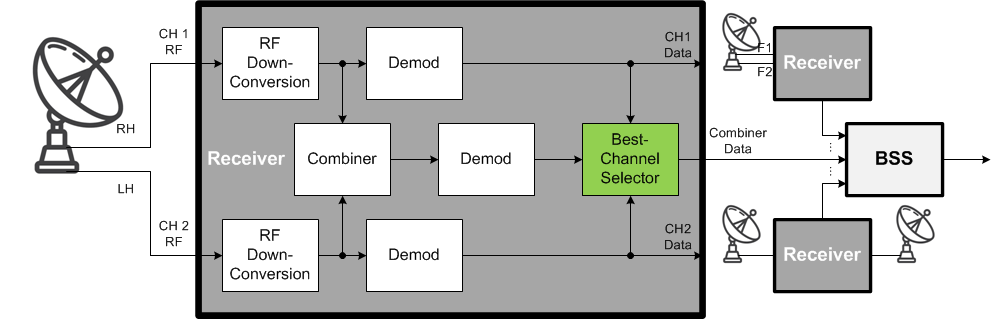 CH 1
RF
RH
LH
CH 2
RF
RF
Down-
Conversion
Demod
CH1
Data
Receiver
Combiner
Demod
Best-
Channel
Selector
Combiner
Data
RF
Down-
Conversion
Demod
CH2
Data
F1
F2
Receiver
BSS
Receiver